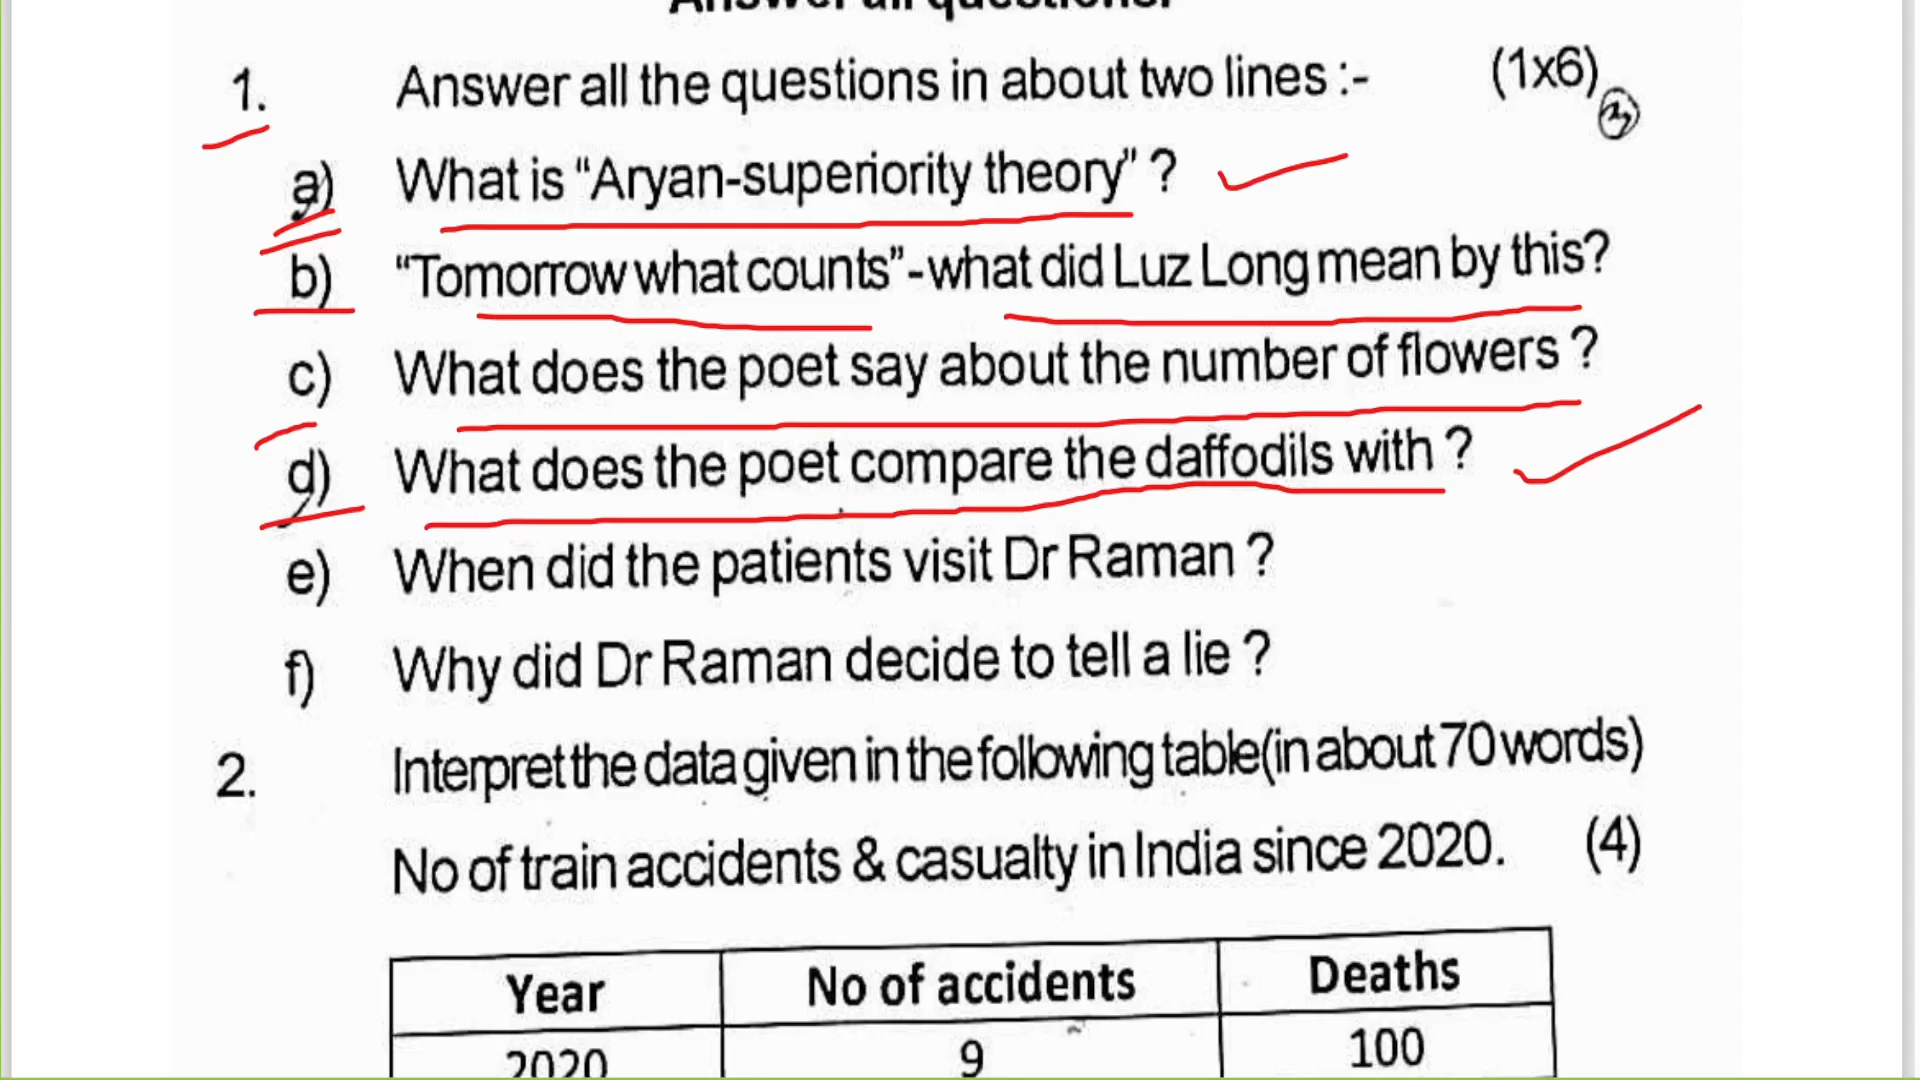 Answer all questions.
1. Answer all the questions in about two lines :- (1x6)
a) What is “Aryan-superiority theory” ?
b) “Tomorrow what counts”-what did Luz Long mean by this?
c) What does the poet say about the number of flowers ?
d) What does the poet compare the daffodils with ?
e) When did the patients visit Dr Raman ?
f) Why did Dr Raman decide to tell a lie ?
2. Interpret the data given in the following table(in about 70 words)
No of train accidents & casualty in India since 2020. (4)
Year No of accidents Deaths
2020 9 100